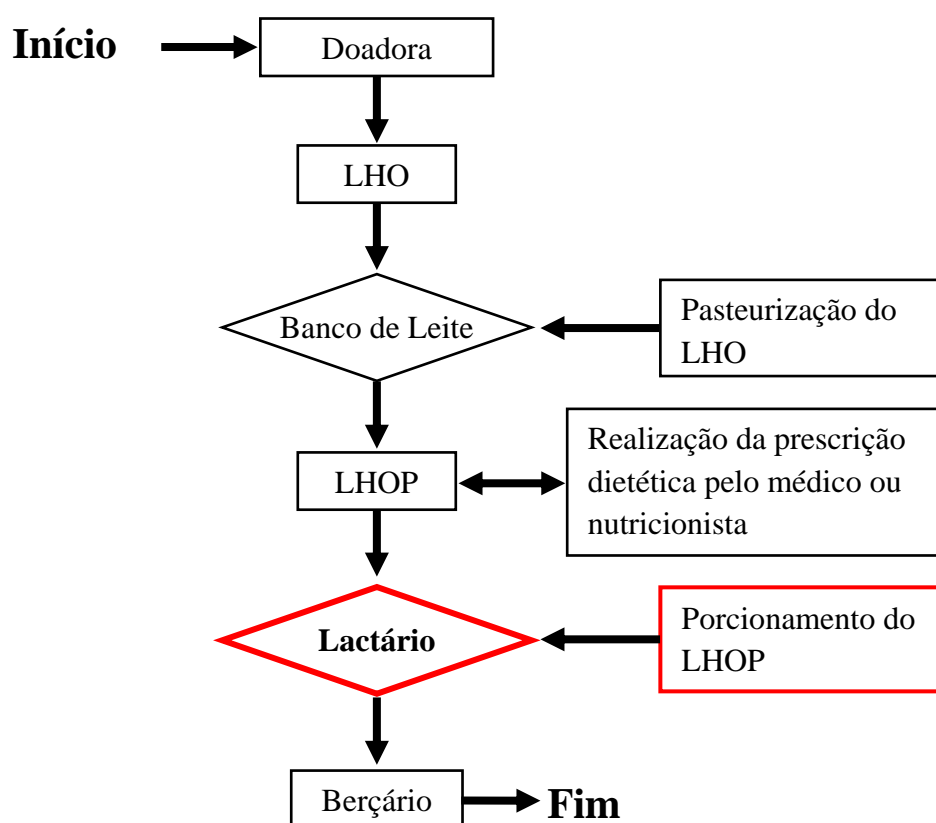 Início
Doadora
LHO
Banco de Leite
Pasteurização do
LHO
LHOP
Realização da prescrição
dietética pelo médico ou
nutricionista
Lactário
Porcionamento do
LHOP
Berçário
Fim